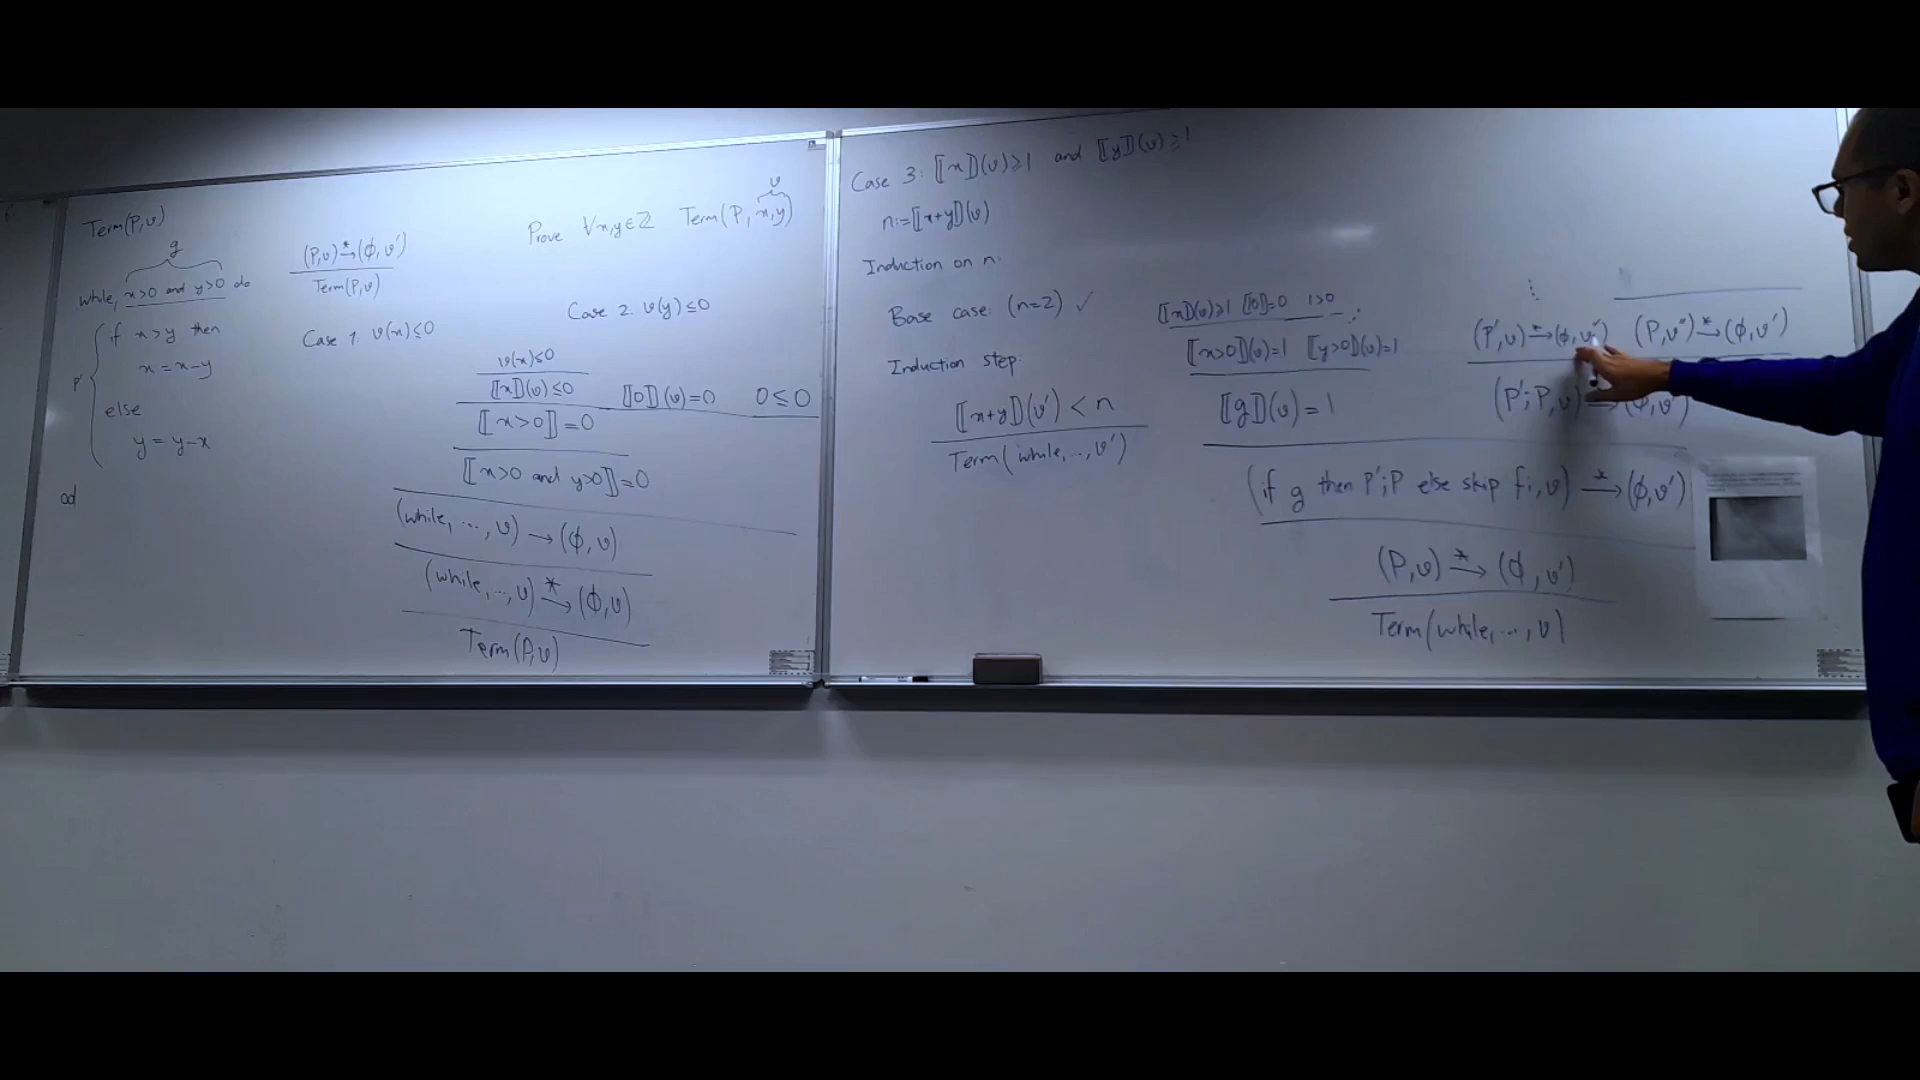 Term(P,v)
g
while, x>0 and y>0 do
P' if x>y then
x = x-y
else
y = y-x
od
(P,v) →* (ϕ,v')
Term(P,v)
Prove ∀x,y∈ℤ Term(P, x,y)
v
Case 1. v(x)≤0
Case 2. v(y)≤0
v(x)≤0
⟦x⟧(v)≤0 ⟦0⟧(v)=0 0≤0
⟦x>0⟧=0
⟦x>0 and y>0⟧=0
(while, ..., v) → (ϕ,v)
(while, ..., v) →* (ϕ,v)
Term(P,v)
Case 3: ⟦x⟧(v)≥1 and ⟦y⟧(v)≥1
n:=⟦x+y⟧(v)
Induction on n:
Base case: (n=2) ✓
Induction step:
⟦x+y⟧(v') < n
Term(while,...,v')
⟦x⟧(v)≥1 ⟦0⟧=0 1>0
⟦x>0⟧(v)=1 ⟦y>0⟧(v)=1
⟦g⟧(v)=1
(P',v) →* (ϕ,v'') (P,v'') →* (ϕ,v')
(P';P,v) → (ϕ,v')
(if g then P';P else skip fi,v) →* (ϕ,v')
(P,v) →* (ϕ,v')
Term(while,...,v)